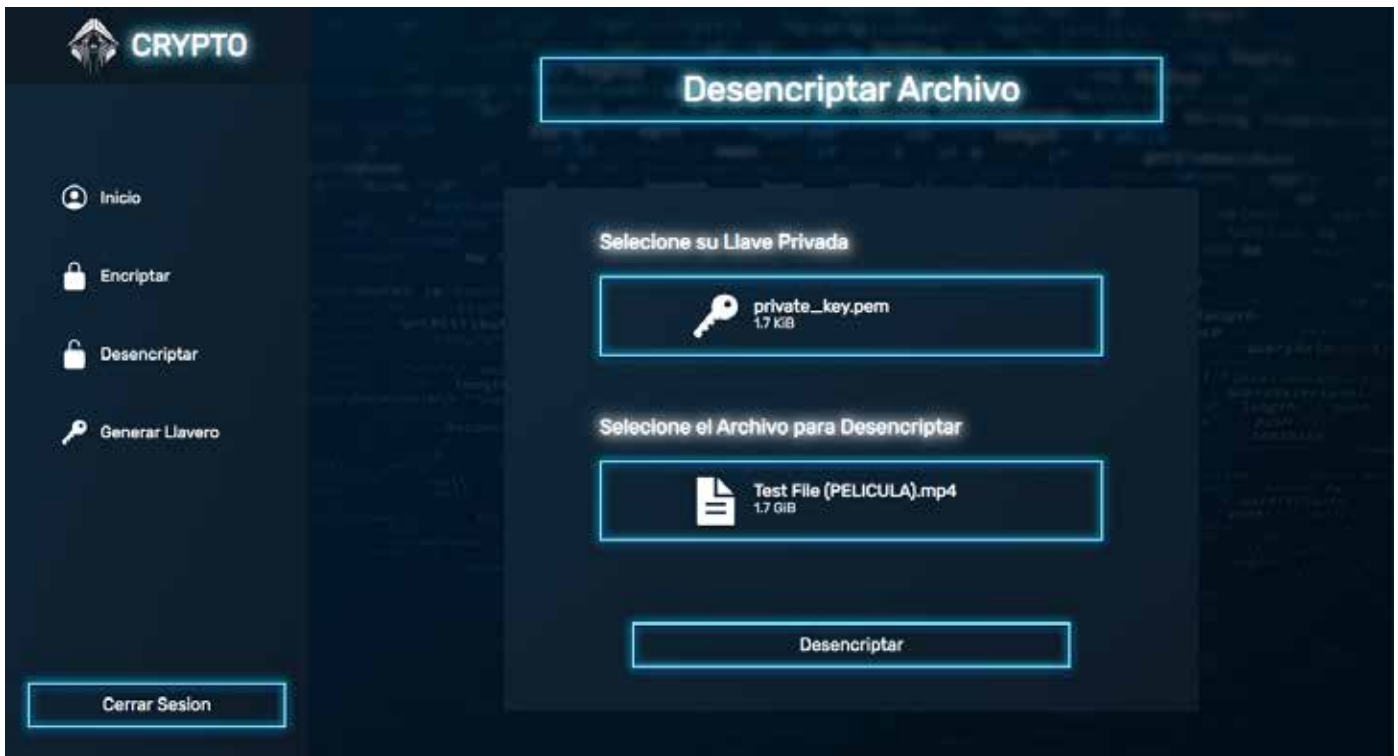 CRYPTO
Inicio
Encriptar
Desencriptar
Generar Llavero
Cerrar Sesion
Desencriptar Archivo
Selecione su Llave Privada
private_key.pem
1.7 KiB
Selecione el Archivo para Desencriptar
Test File (PELICULA).mp4
1.7 GiB
Desencriptar